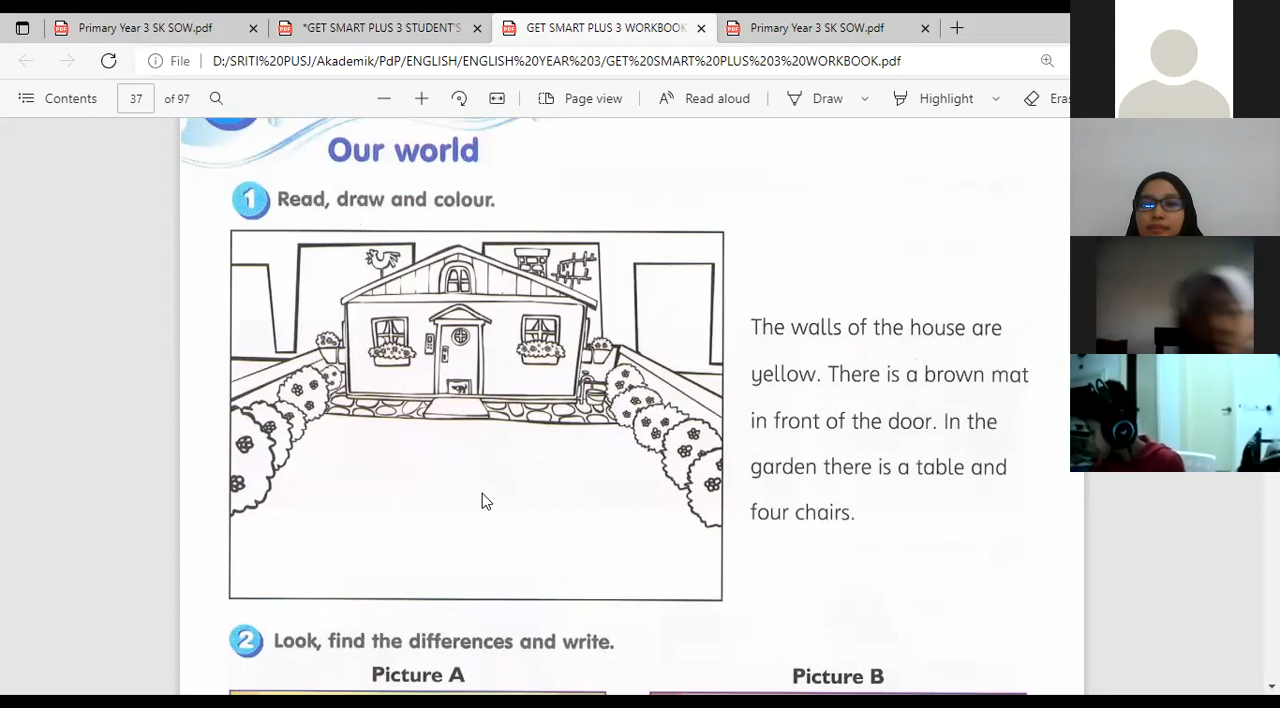 Primary Year 3 SK SOW.pdf
*GET SMART PLUS 3 STUDENT'S
GET SMART PLUS 3 WORKBOOK
Primary Year 3 SK SOW.pdf
File
D:/SRITI%20PUSJ/Akademik/PdP/ENGLISH/ENGLISH%20YEAR%203/GET%20SMART%20PLUS%203%20WORKBOOK.pdf
Contents
37
of 97
Page view
Read aloud
Draw
Highlight
Eras
Our world
1 Read, draw and colour.
The walls of the house are
yellow. There is a brown mat
in front of the door. In the
garden there is a table and
four chairs.
2 Look, find the differences and write.
Picture A
Picture B